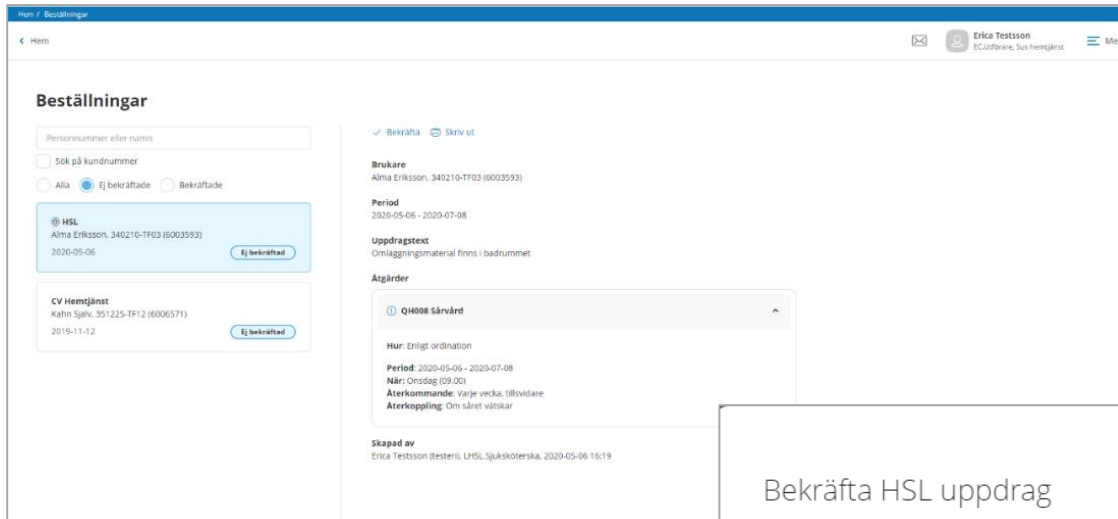 Hem / Beställningar
Hem
Erica Testsson
EC.Utförare, Sus hemtjänst
Me
Beställningar
Personnummer eller namn
Sök på kundnummer
Alla
Ej bekräftade
Bekräftade
HSL
Alma Eriksson, 340210-TF03 (6003593)
2020-05-06
Ej bekräftad
CV Hemtjänst
Kahn Sjalv, 351225-TF12 (6006571)
2019-11-12
Ej bekräftad
Bekräfta
Skriv ut
Brukare
Alma Eriksson, 340210-TF03 (6003593)
Period
2020-05-06 - 2020-07-08
Uppdragstext
Omläggningsmaterial finns i badrummet
Åtgärder
QH008 Sårvård
Hur: Enligt ordination
Period: 2020-05-06 - 2020-07-08
När: Onsdag (09.00)
Återkommande: Varje vecka, tillsvidare
Återkoppling: Om såret vätskar
Skapad av
Erica Testsson (testeri), LHSL.Sjuksköterska, 2020-05-06 16:19
Bekräfta HSL uppdrag